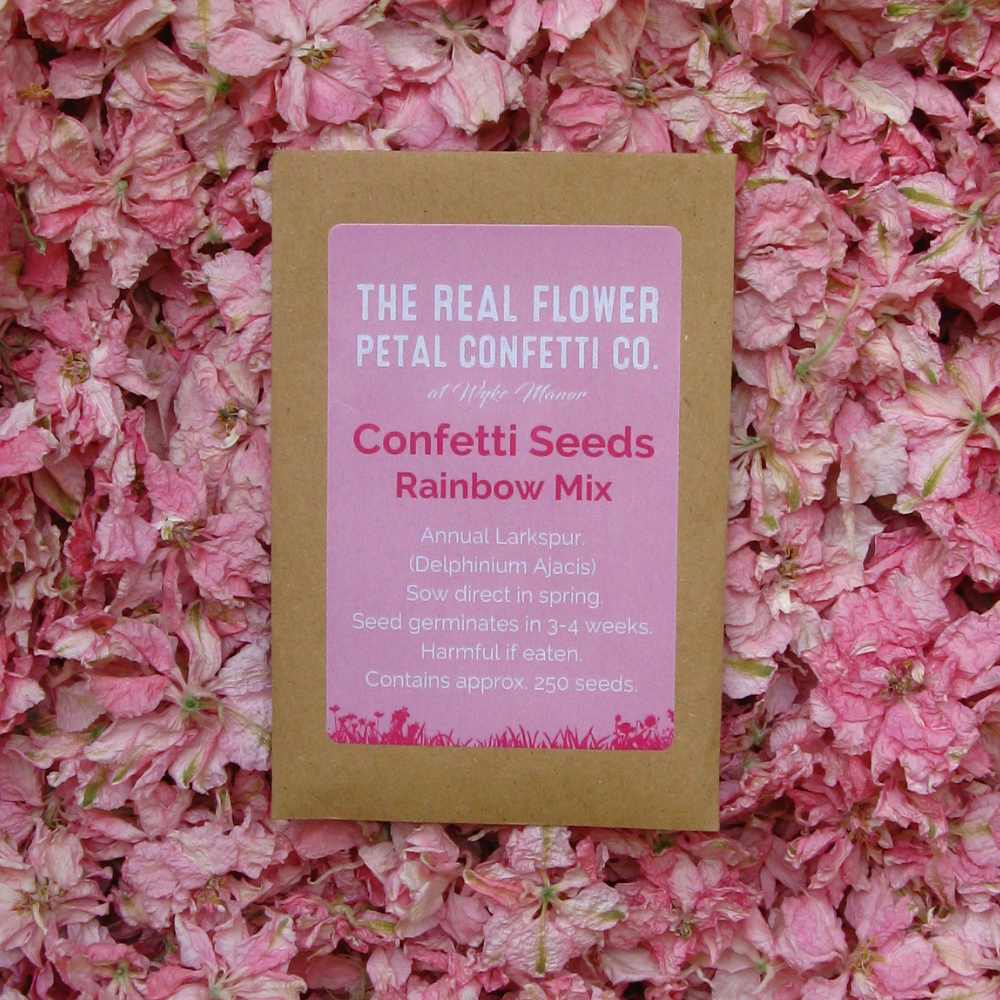 THE REAL FLOWER
PETAL CONFETTI CO.
at Wyke Manor
Confetti Seeds
Rainbow Mix
Annual Larkspur.
(Delphinium Ajacis)
Sow direct in spring.
Seed germinates in 3-4 weeks.
Harmful if eaten.
Contains approx. 250 seeds.